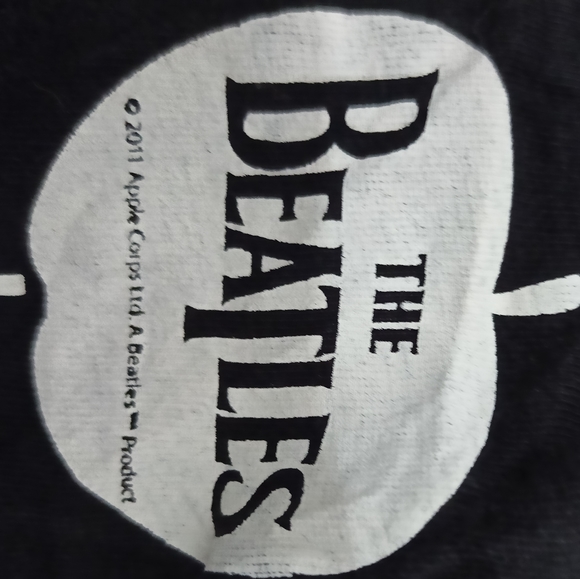 THE
BEATLES
© 2011 Apple Corps Ltd. A Beatles™ Product